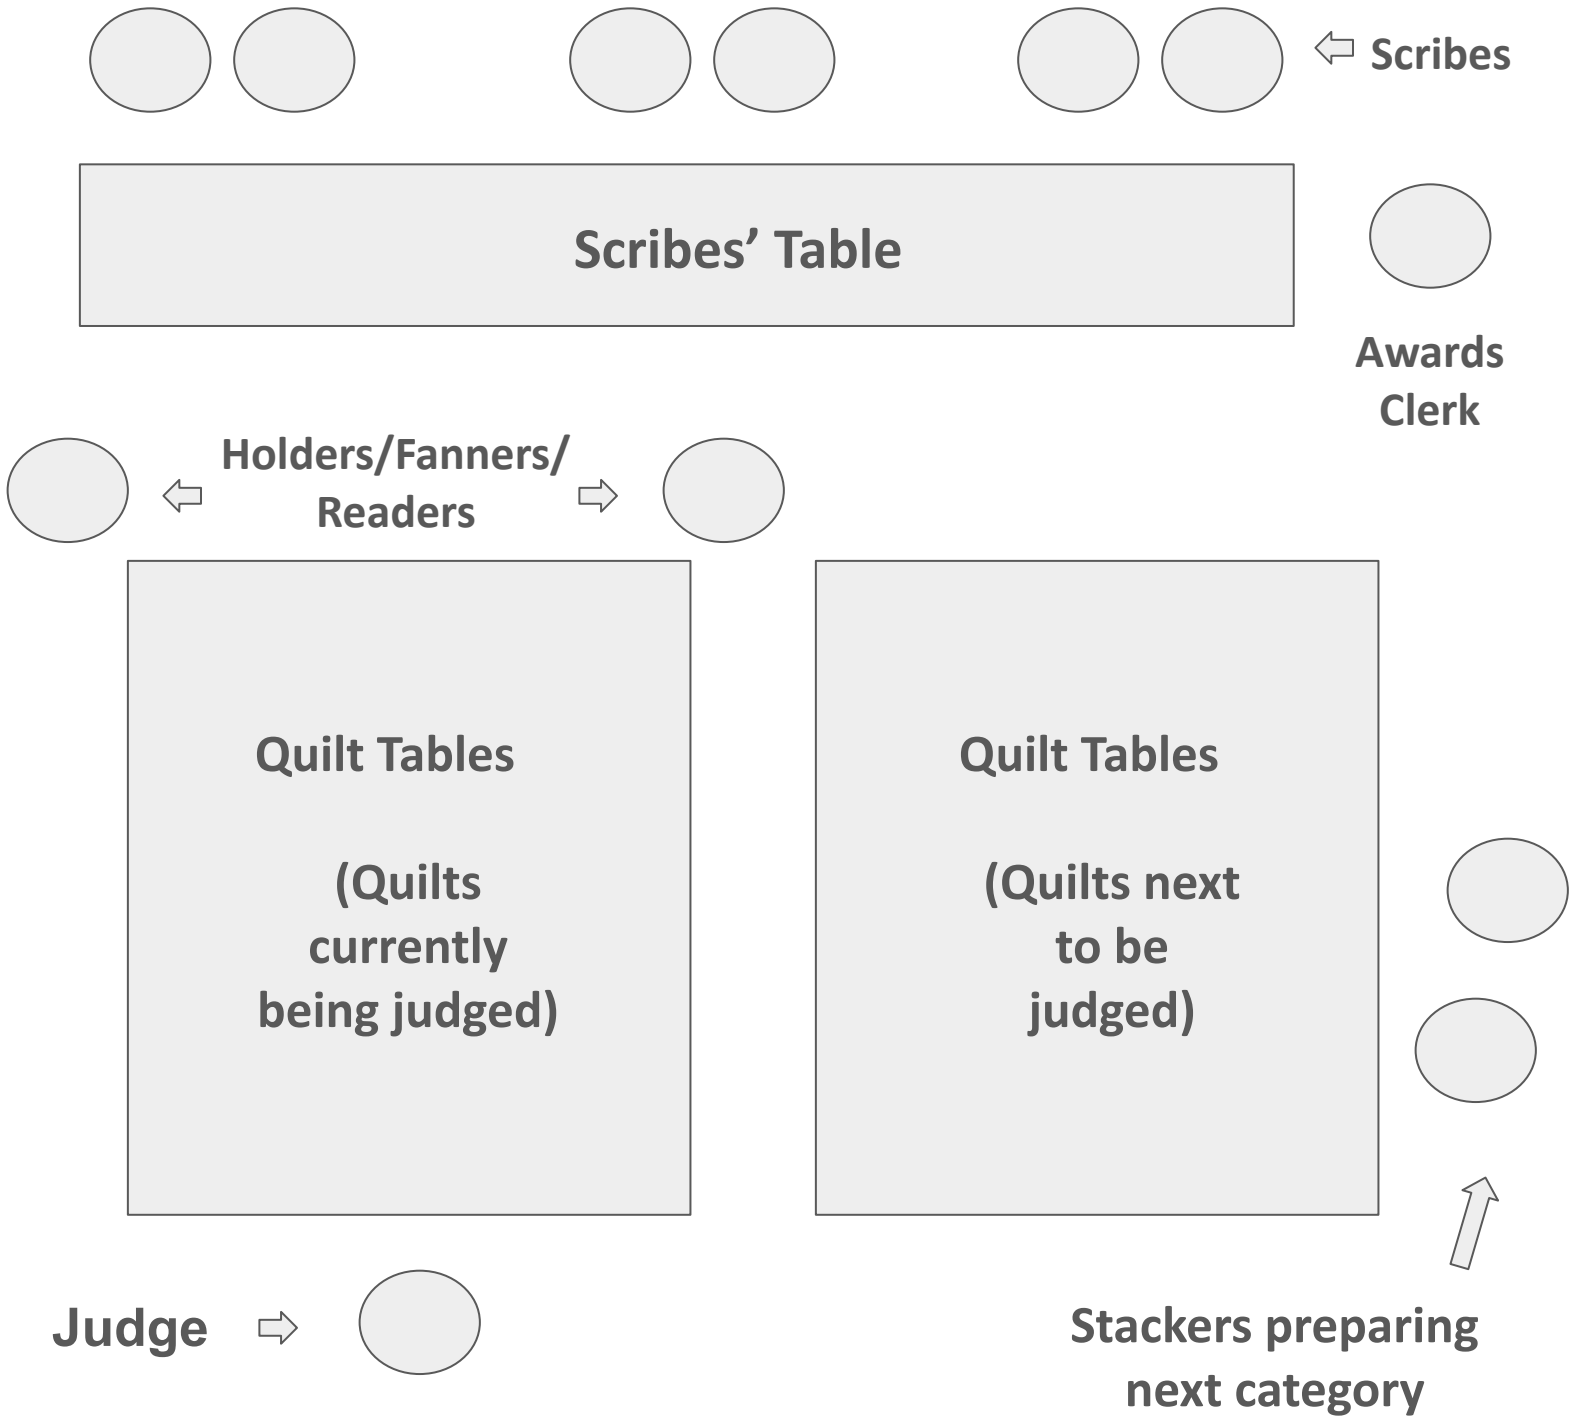 Scribes
Scribes’ Table
Awards
Clerk
Holders/Fanners/
Readers
Quilt Tables
(Quilts
currently
being judged)
Quilt Tables
(Quilts next
to be
judged)
Judge
Stackers preparing
next category